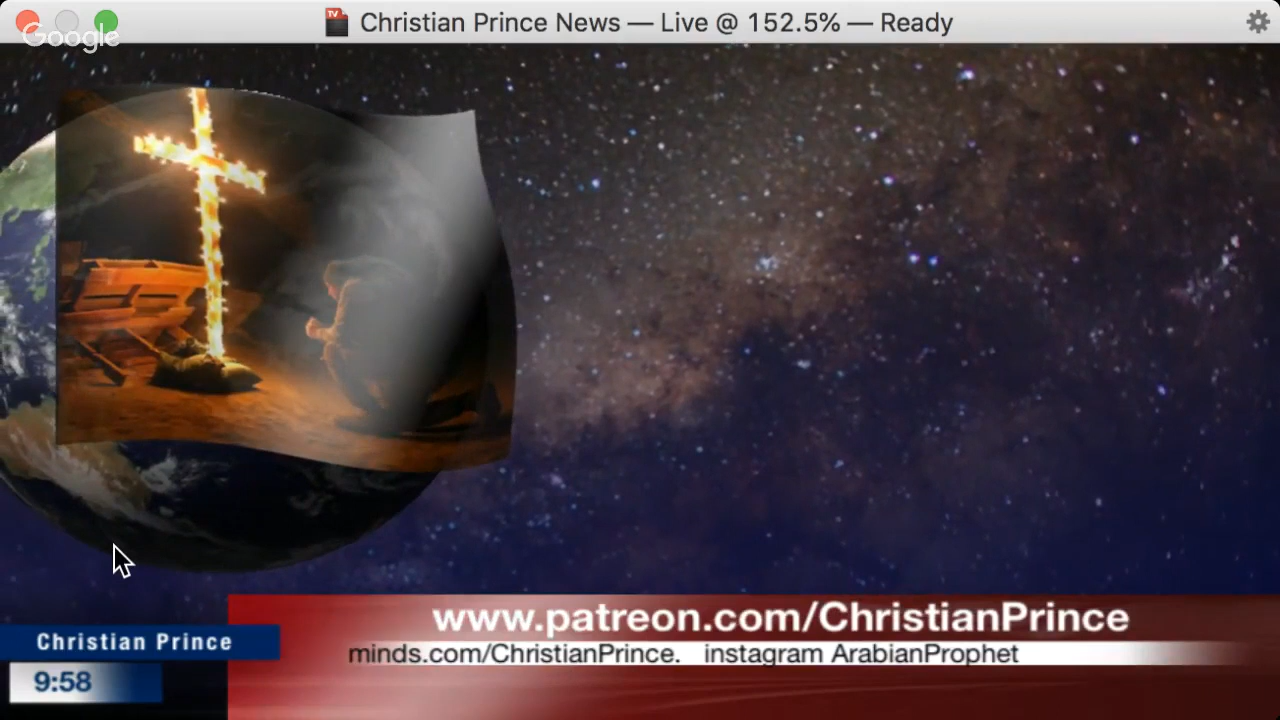 TV
Christian Prince News — Live @ 152.5% — Ready
Google
www.patreon.com/ChristianPrince
Christian Prince
minds.com/ChristianPrince. instagram ArabianProphet
9:58